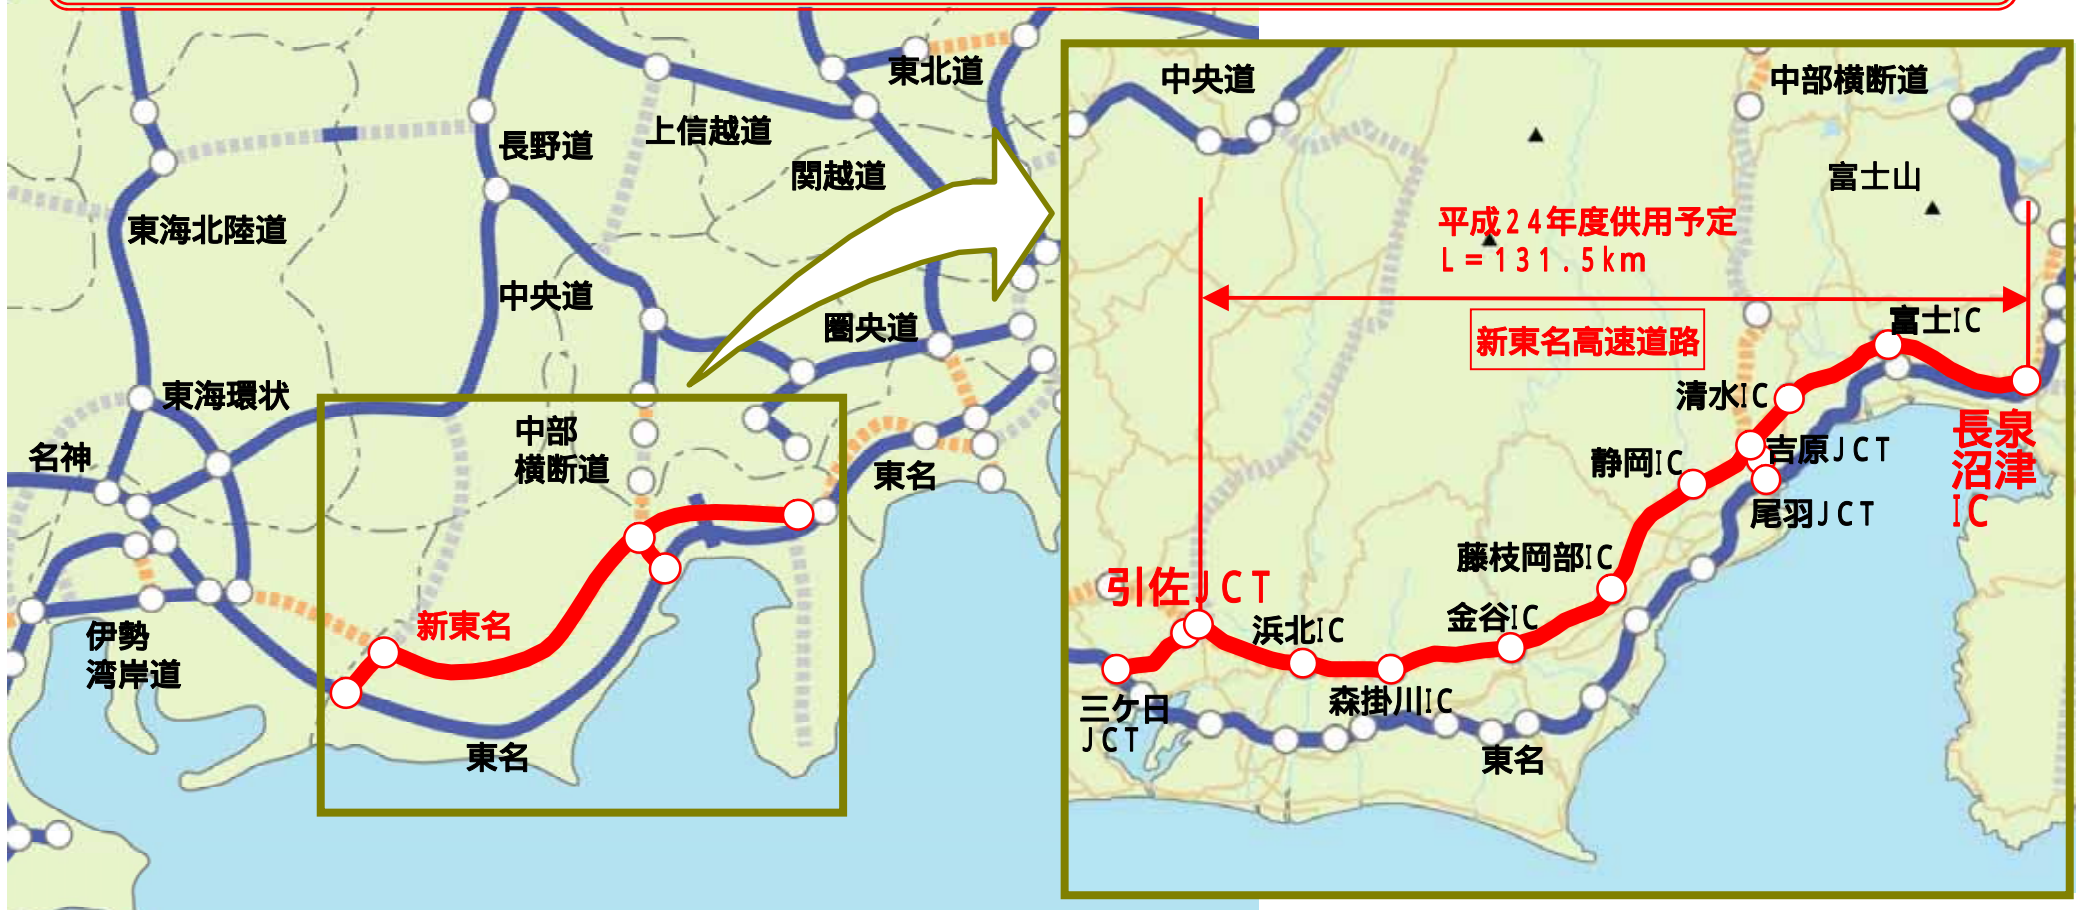 東北道
長野道
上信越道
関越道
東海北陸道
中央道
圏央道
東海環状
名神
中部
横断道
東名
新東名
伊勢
湾岸道
東名
中央道
中部横断道
富士山
平成24年度供用予定
L=131.5km
新東名高速道路
富士IC
清水IC
吉原JCT
静岡IC
尾羽JCT
長泉
沼津
IC
藤枝岡部IC
引佐JCT
金谷IC
浜北IC
森掛川IC
三ケ日
JCT
東名